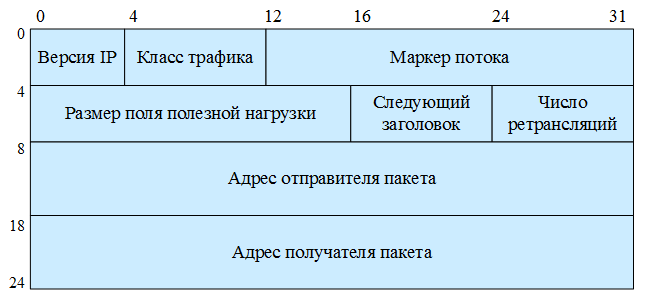 0 4 12 16 24 31
0
Версия IP Класс трафика Маркер потока
4
Размер поля полезной нагрузки Следующий заголовок Число ретрансляций
8
Адрес отправителя пакета
18
Адрес получателя пакета
24